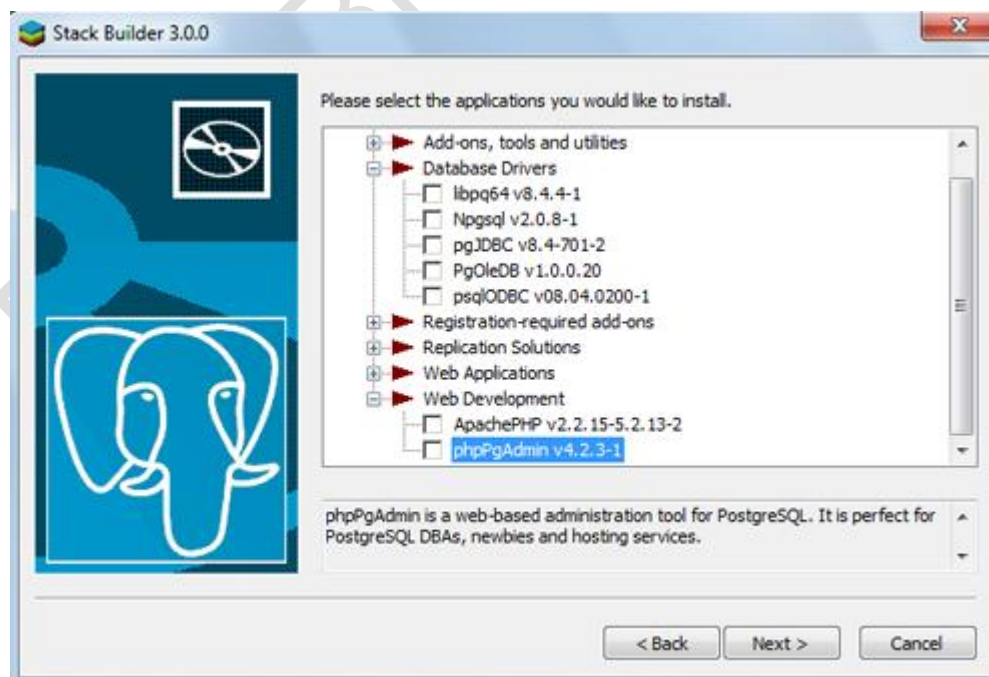 Stack Builder 3.0.0
Please select the applications you would like to install.
Add-ons, tools and utilities
Database Drivers
libpq64 v8.4.4-1
Npgsql v2.0.8-1
pgJDBC v8.4-701-2
PgOleDB v1.0.0.20
psqlODBC v08.04.0200-1
Registration-required add-ons
Replication Solutions
Web Applications
Web Development
ApachePHP v2.2.15-5.2.13-2
phpPgAdmin v4.2.3-1
phpPgAdmin is a web-based administration tool for PostgreSQL. It is perfect for
PostgreSQL DBAs, newbies and hosting services.
< Back Next > Cancel